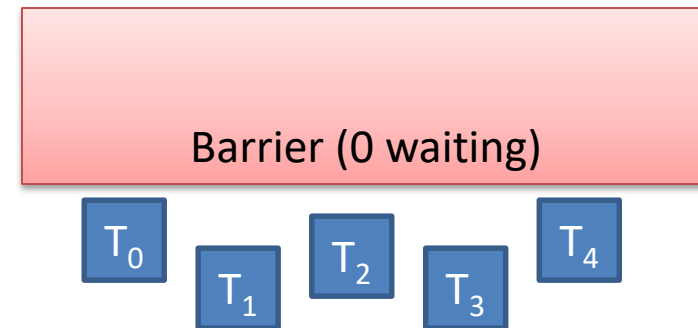 Barrier (0 waiting)
T₀
T₁
T₂
T₃
T₄